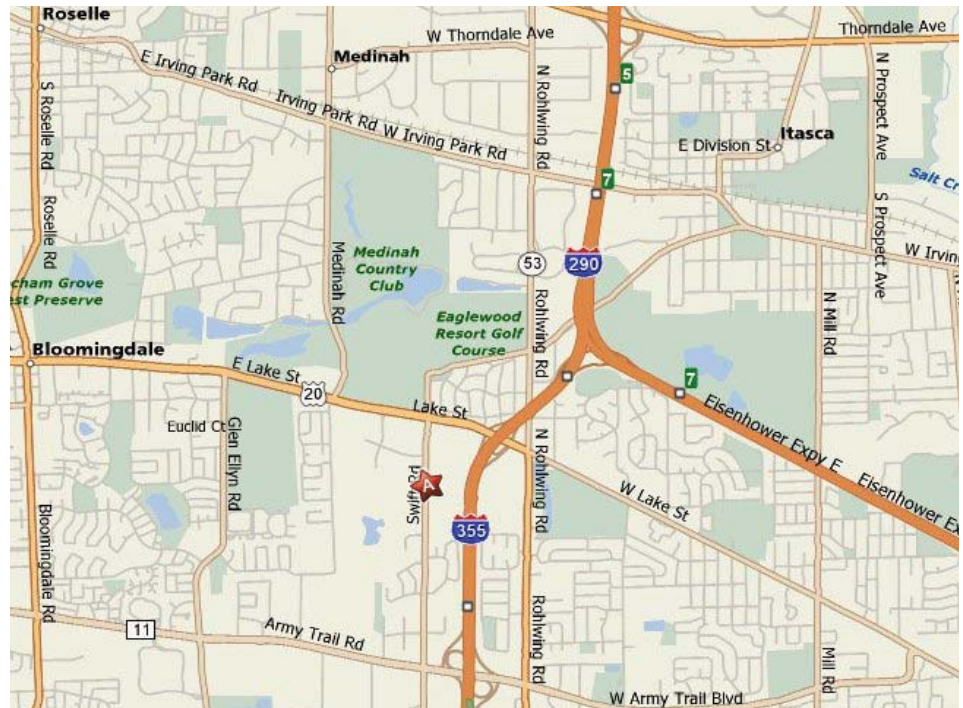 Roselle
W Thorndale Ave
Thorndale Ave
Medinah
5
E Irving Park Rd
Irving Park Rd
W Irving Park Rd
N Rohlwing Rd
N Prospect Ave
S Roselle Rd
E Division St
Itasca
7
Salt Cr
Roselle Rd
S Prospect Ave
W Irvin
Medinah
Country
Club
53
290
cham Grove
est Preserve
Medinah Rd
Eaglewood
Resort Golf
Course
Rohlwing Rd
N Mill Rd
Bloomingdale
E Lake St
20
7
Lake St
Eisenhower Expy E
Eisenhower Ex
Euclid Ct
Glen Ellyn Rd
N Rohlwing Rd
Swift Rd
A
W Lake St
355
Bloomingdale Rd
11
Army Trail Rd
Rohlwing Rd
Mill Rd
W Army Trail Blvd